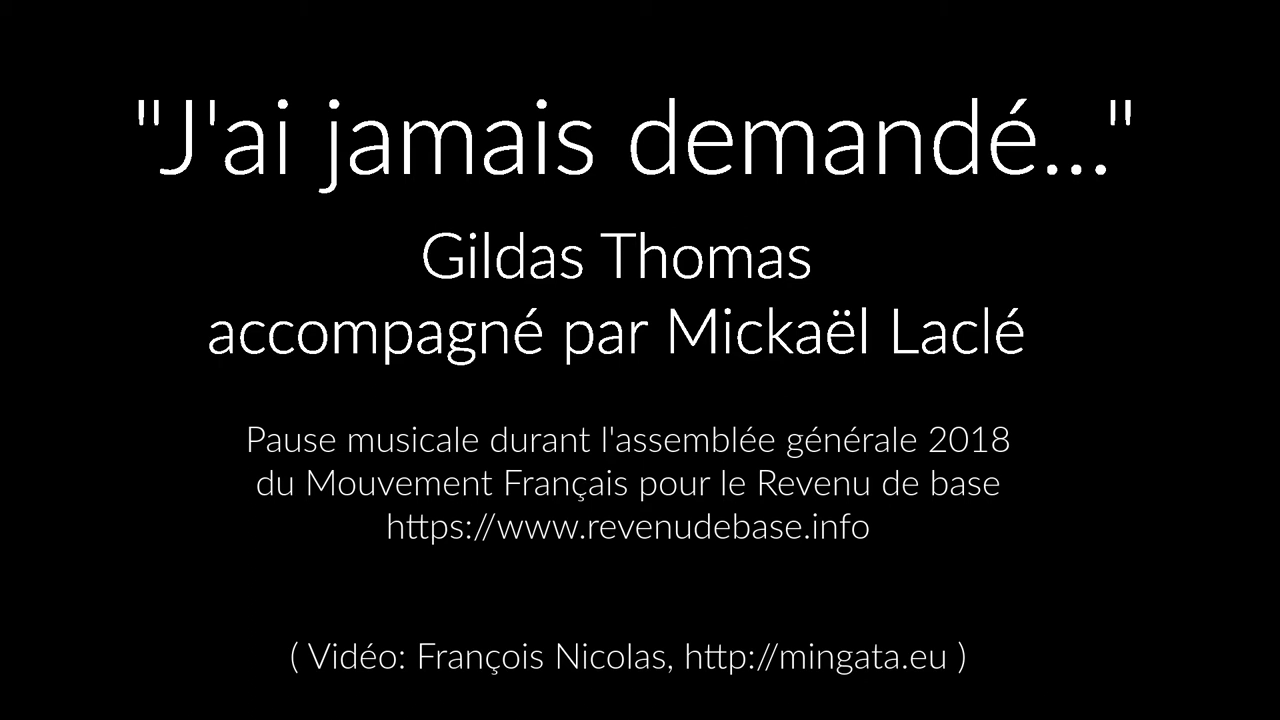 "J'ai jamais demandé..."
Gildas Thomas
accompagné par Mickaël Laclé
Pause musicale durant l'assemblée générale 2018
du Mouvement Français pour le Revenu de base
https://www.revenudebase.info
( Vidéo: François Nicolas, http://mingata.eu )